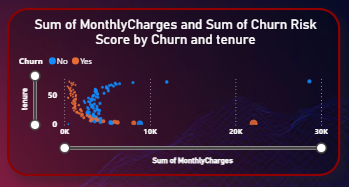 Sum of MonthlyCharges and Sum of Churn Risk
Score by Churn and tenure
Churn No Yes
tenure
50
0
0K 10K 20K 30K
Sum of MonthlyCharges